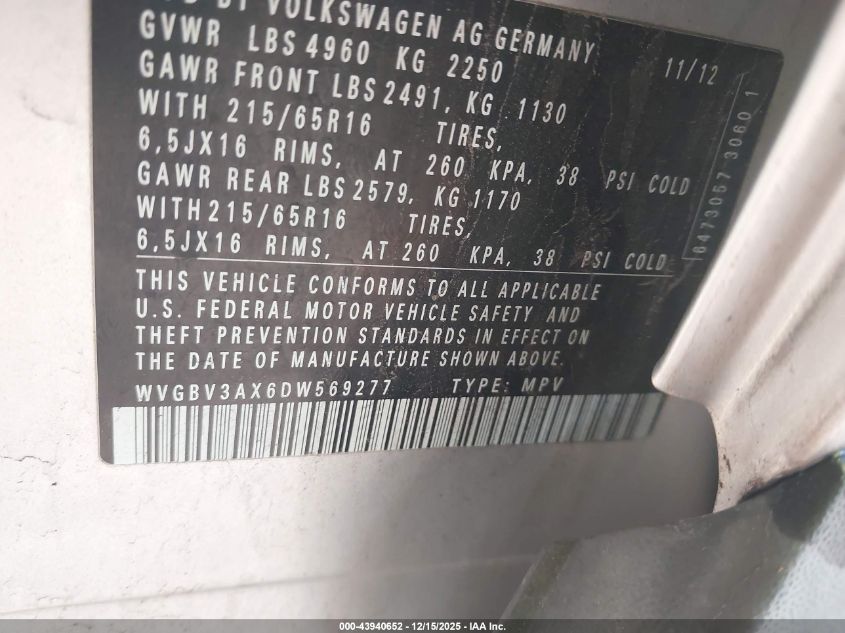 BY VOLKSWAGEN AG GERMANY
GVWR LBS 4960 KG 2250 11/12
GAWR FRONT LBS 2491, KG 1130
WITH 215/65R16 TIRES,
6,5JX16 RIMS, AT 260 KPA, 38 PSI COLD
GAWR REAR LBS 2579, KG 1170
WITH 215/65R16 TIRES,
6,5JX16 RIMS, AT 260 KPA, 38 PSI COLD
THIS VEHICLE CONFORMS TO ALL APPLICABLE
U.S. FEDERAL MOTOR VEHICLE SAFETY AND
THEFT PREVENTION STANDARDS IN EFFECT ON
THE DATE OF MANUFACTURE SHOWN ABOVE.
WVGBV3AX6DW569277 TYPE: MPV
000-43940652 - 12/15/2025 - IAA Inc.